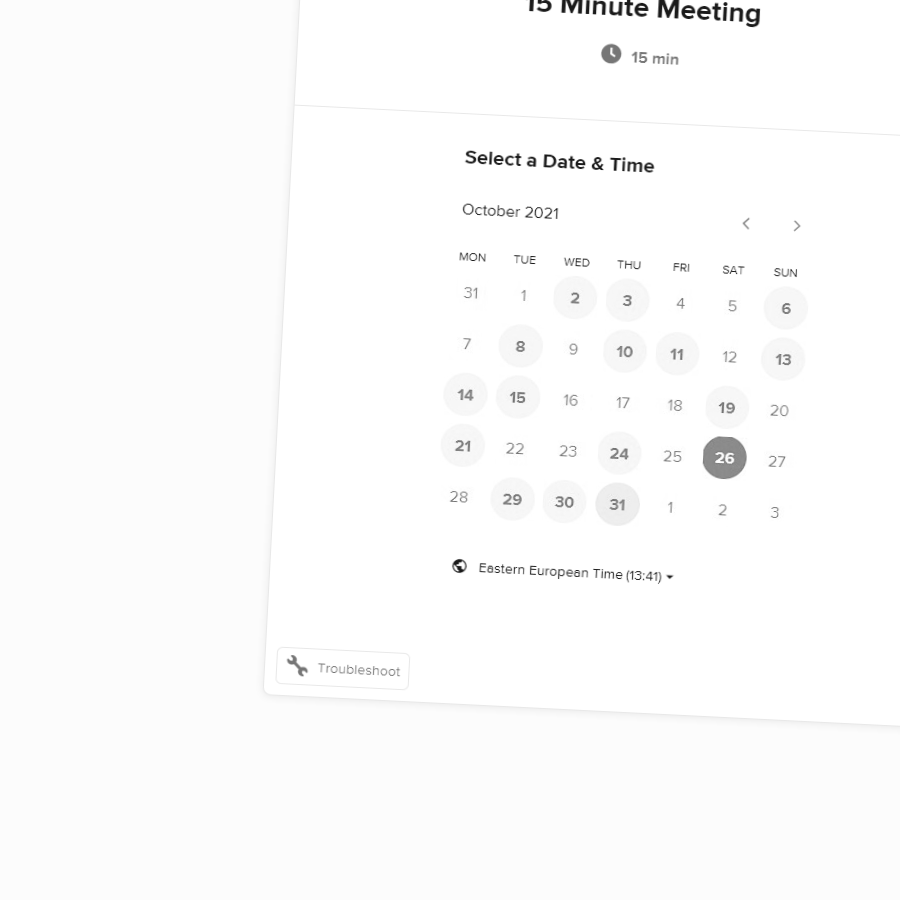 15 Minute Meeting
15 min
Select a Date & Time
October 2021
MON TUE WED THU FRI SAT SUN
31 1 2 3 4 5 6
7 8 9 10 11 12 13
14 15 16 17 18 19 20
21 22 23 24 25 26 27
28 29 30 31 1 2 3
Eastern European Time (13:41)
Troubleshoot